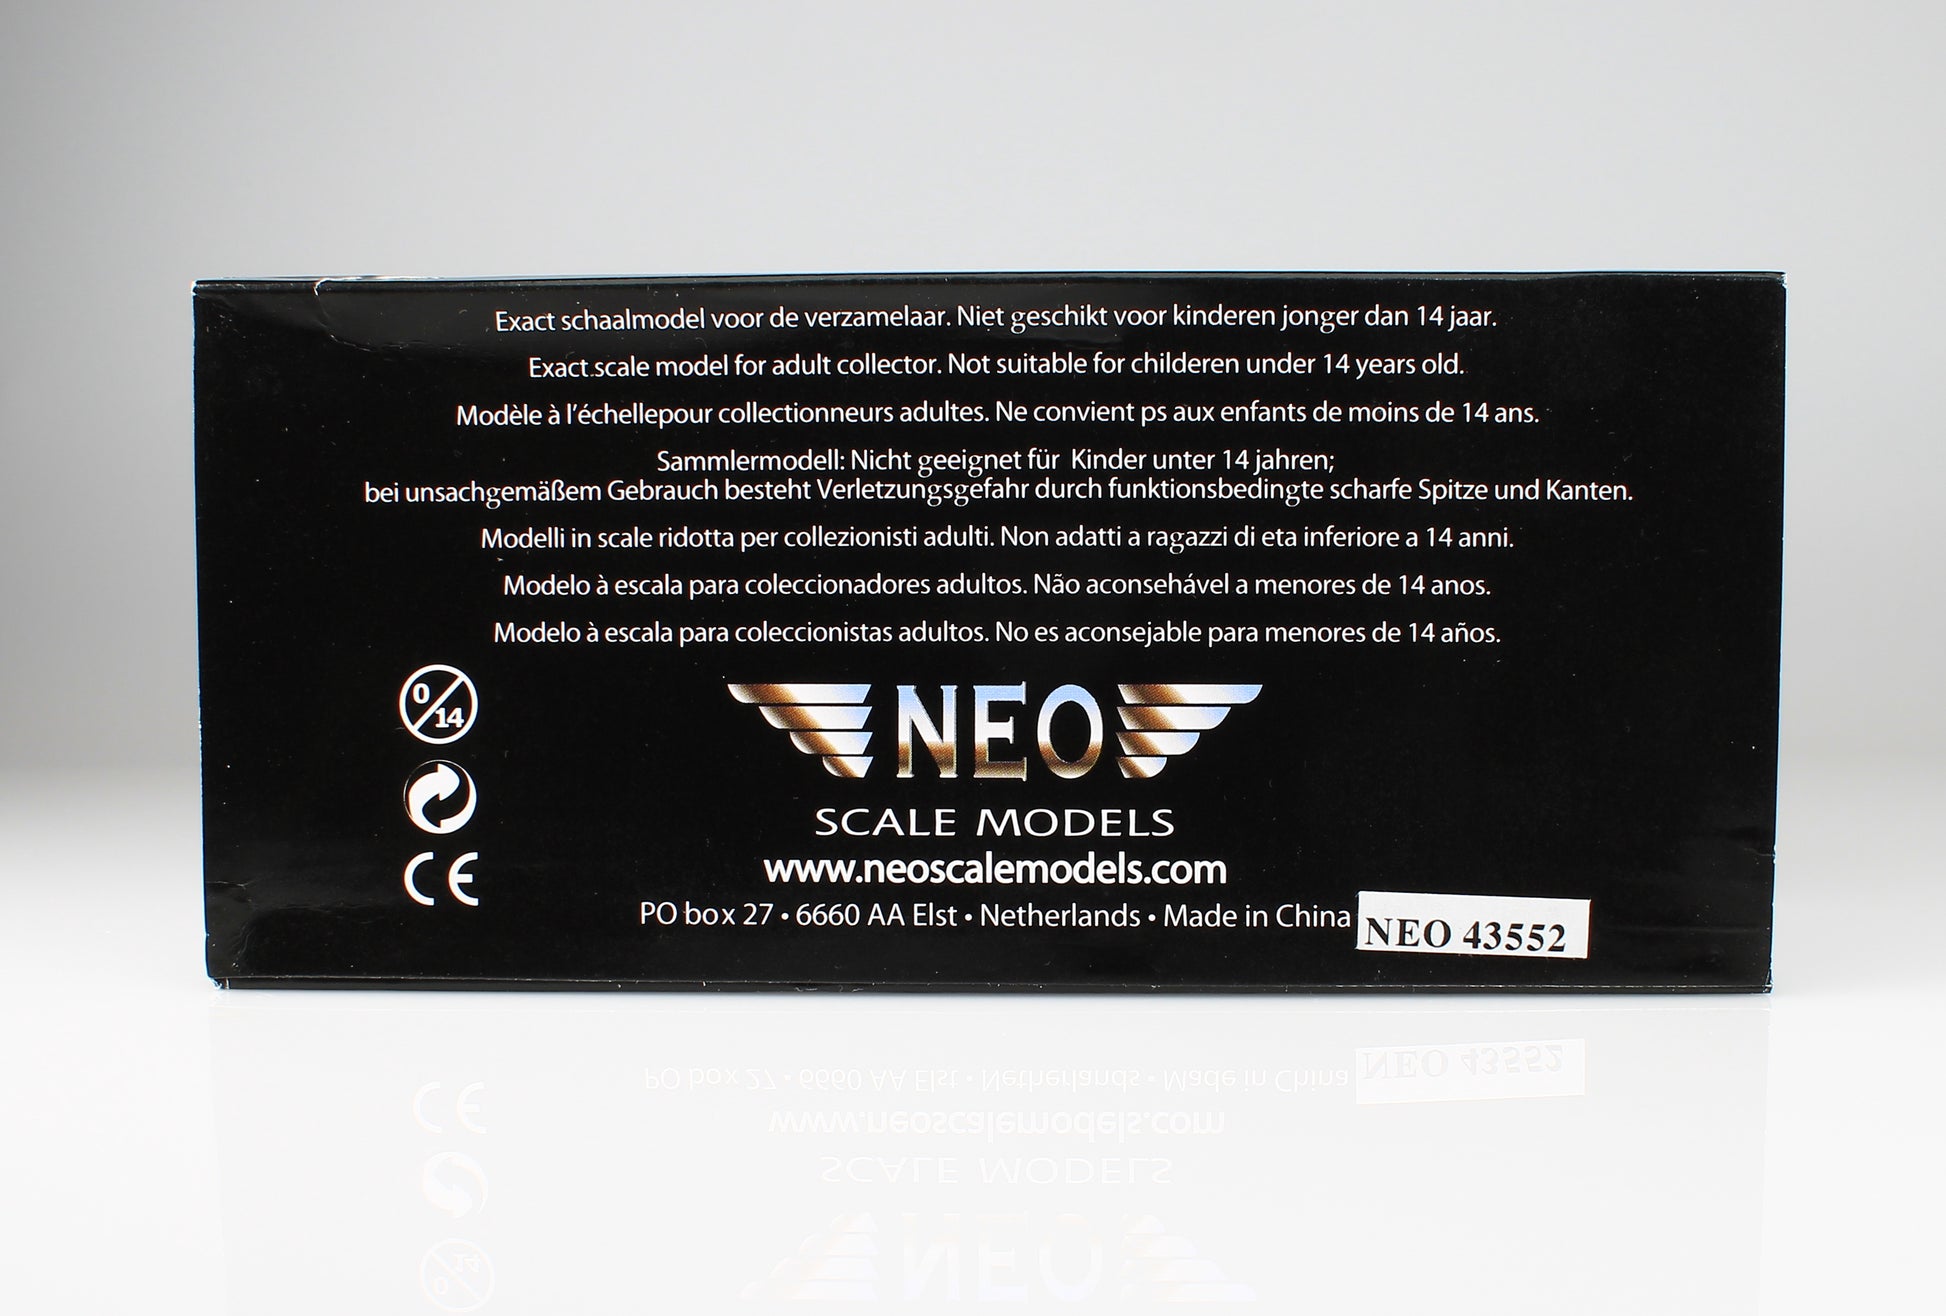 Exact schaalmodel voor de verzamelaar. Niet geschikt voor kinderen jonger dan 14 jaar.
Exact scale model for adult collector. Not suitable for childeren under 14 years old.
Modèle à l'échellepour collectionneurs adultes. Ne convient ps aux enfants de moins de 14 ans.
Sammlermodell: Nicht geeignet für Kinder unter 14 jahren;
bei unsachgemäßem Gebrauch besteht Verletzungsgefahr durch funktionsbedingte scharfe Spitze und Kanten.
Modelli in scale ridotta per collezionisti adulti. Non adatti a ragazzi di eta inferiore a 14 anni.
Modelo à escala para coleccionadores adultos. Não aconsehável a menores de 14 anos.
Modelo à escala para coleccionistas adultos. No es aconsejable para menores de 14 años.
0/14
NEO
CE
SCALE MODELS
www.neoscalemodels.com
PO box 27 • 6660 AA Elst • Netherlands • Made in China
NEO 43552